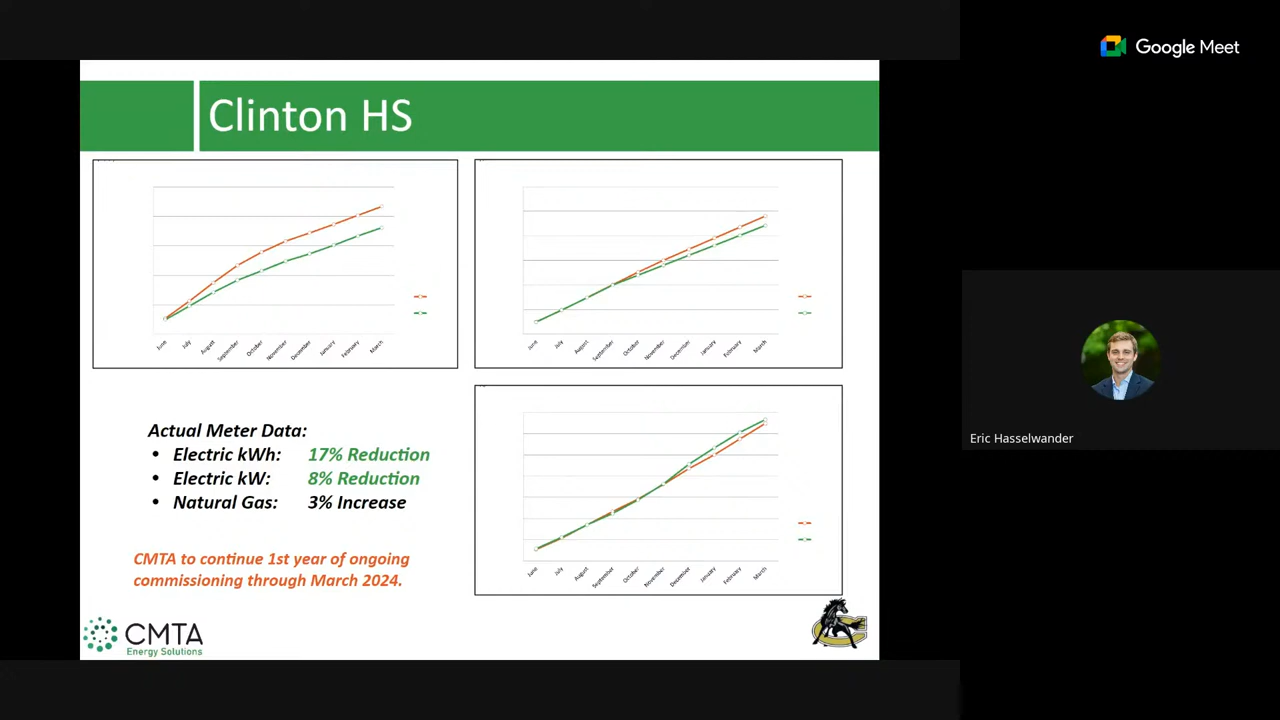 Google Meet
Clinton HS
June July August September October November December January February March
June July August September October November December January February March
Actual Meter Data:
• Electric kWh: 17% Reduction
• Electric kW: 8% Reduction
• Natural Gas: 3% Increase
June July August September October November December January February March
CMTA to continue 1st year of ongoing
commissioning through March 2024.
CMTA
Energy Solutions
C
Eric Hasselwander